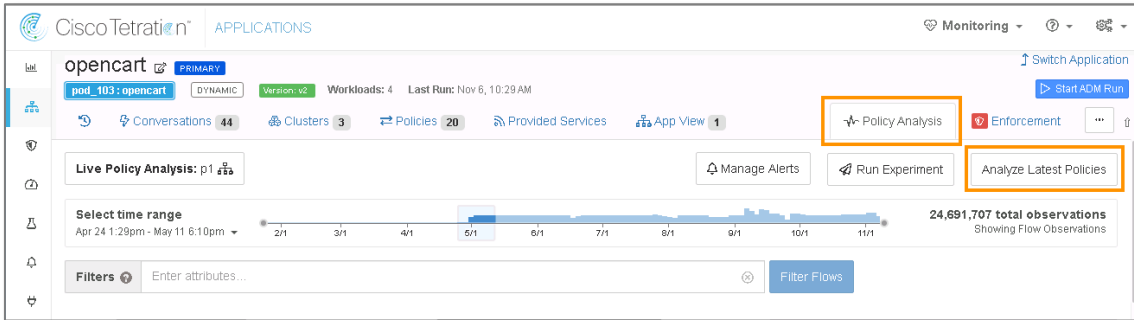 Cisco Tetration™ APPLICATIONS Monitoring
opencart PRIMARY Switch Application
pod_103 : opencart DYNAMIC Version: v2 Workloads: 4 Last Run: Nov 6, 10:29 AM Start ADM Run
Conversations 44 Clusters 3 Policies 20 Provided Services App View 1 Policy Analysis Enforcement ...
Live Policy Analysis: p1 Manage Alerts Run Experiment Analyze Latest Policies
Select time range 24,691,707 total observations
Apr 24 1:29pm - May 11 6:10pm Showing Flow Observations
2/1 3/1 4/1 5/1 6/1 7/1 8/1 9/1 10/1 11/1
Filters Enter attributes... Filter Flows